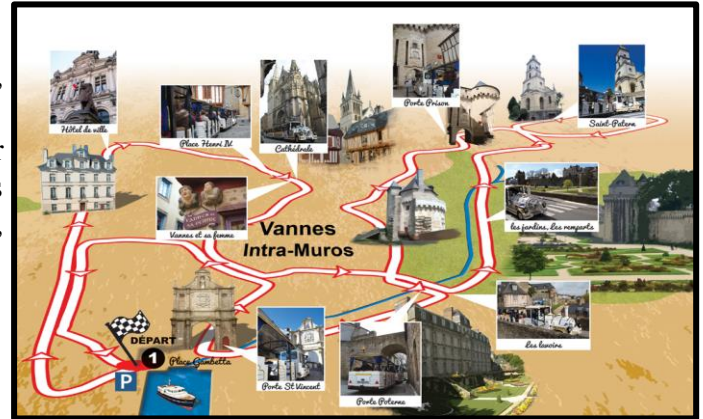 Hôtel de ville
Place Henri IV
Cathédrale
Porte Prison
Saint-Patern
Vannes et sa femme
Vannes
Intra-Muros
les jardins, Les remparts
DÉPART
1
Place Gambetta
P
Porte St Vincent
Porte Poterne
Les lavoirs